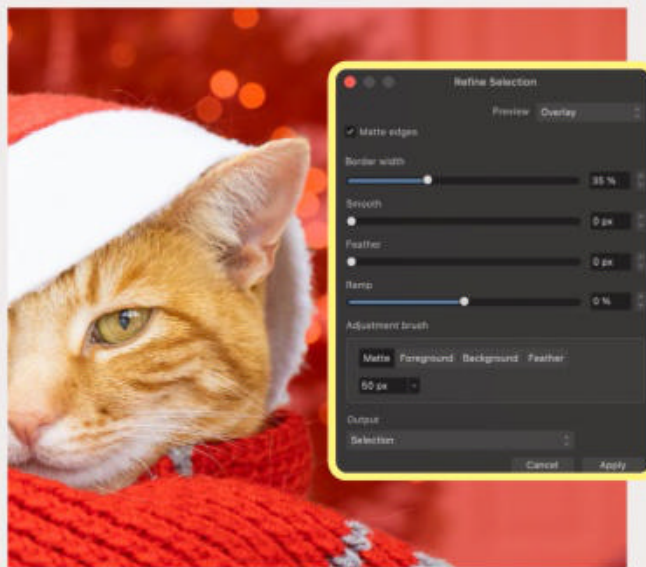 Refine Selection
Preview Overlay
Matte edges
Border width
35 %
Smooth
0 px
Feather
0 px
Ramp
0 %
Adjustment brush
Matte Foreground Background Feather
50 px
Output
Selection
Cancel Apply